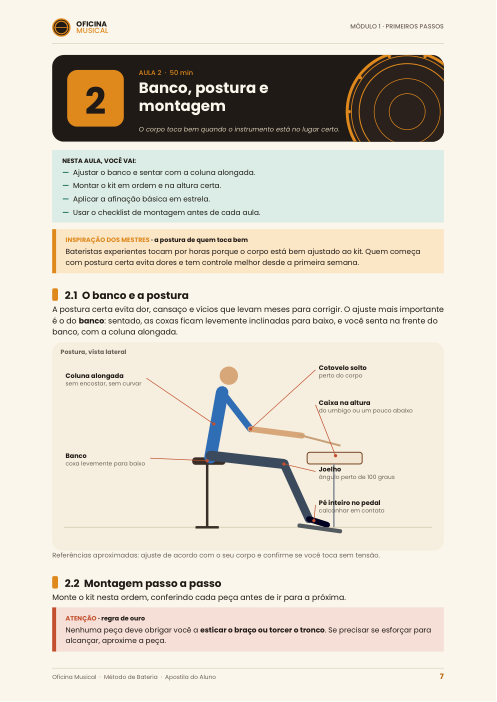 OFICINA
MUSICAL
MÓDULO 1 · PRIMEIROS PASSOS
2
AULA 2 · 50 min
Banco, postura e
montagem
O corpo toca bem quando o instrumento está no lugar certo.
NESTA AULA, VOCÊ VAI:
— Ajustar o banco e sentar com a coluna alongada.
— Montar o kit em ordem e na altura certa.
— Aplicar a afinação básica em estrela.
— Usar o checklist de montagem antes de cada aula.
INSPIRAÇÃO DOS MESTRES · a postura de quem toca bem
Bateristas experientes tocam por horas porque o corpo está bem ajustado ao kit. Quem começa
com postura certa evita dores e tem controle melhor desde a primeira semana.
2.1 O banco e a postura
A postura certa evita dor, cansaço e vícios que levam meses para corrigir. O ajuste mais importante
é o do banco: sentado, as coxas ficam levemente inclinadas para baixo, e você senta na frente do
banco, com a coluna alongada.
Postura, vista lateral
Coluna alongada
sem encostar, sem curvar
Cotovelo solto
perto do corpo
Caixa na altura
do umbigo ou um pouco abaixo
Banco
coxa levemente para baixo
Joelho
ângulo perto de 100 graus
Pé inteiro no pedal
calcanhar em contato
Referências aproximadas: ajuste de acordo com o seu corpo e confirme se você toca sem tensão.
2.2 Montagem passo a passo
Monte o kit nesta ordem, conferindo cada peça antes de ir para a próxima.
ATENÇÃO · regra de ouro
Nenhuma peça deve obrigar você a esticar o braço ou torcer o tronco. Se precisar se esforçar para
alcançar, aproxime a peça.
Oficina Musical · Método de Bateria · Apostila do Aluno
7